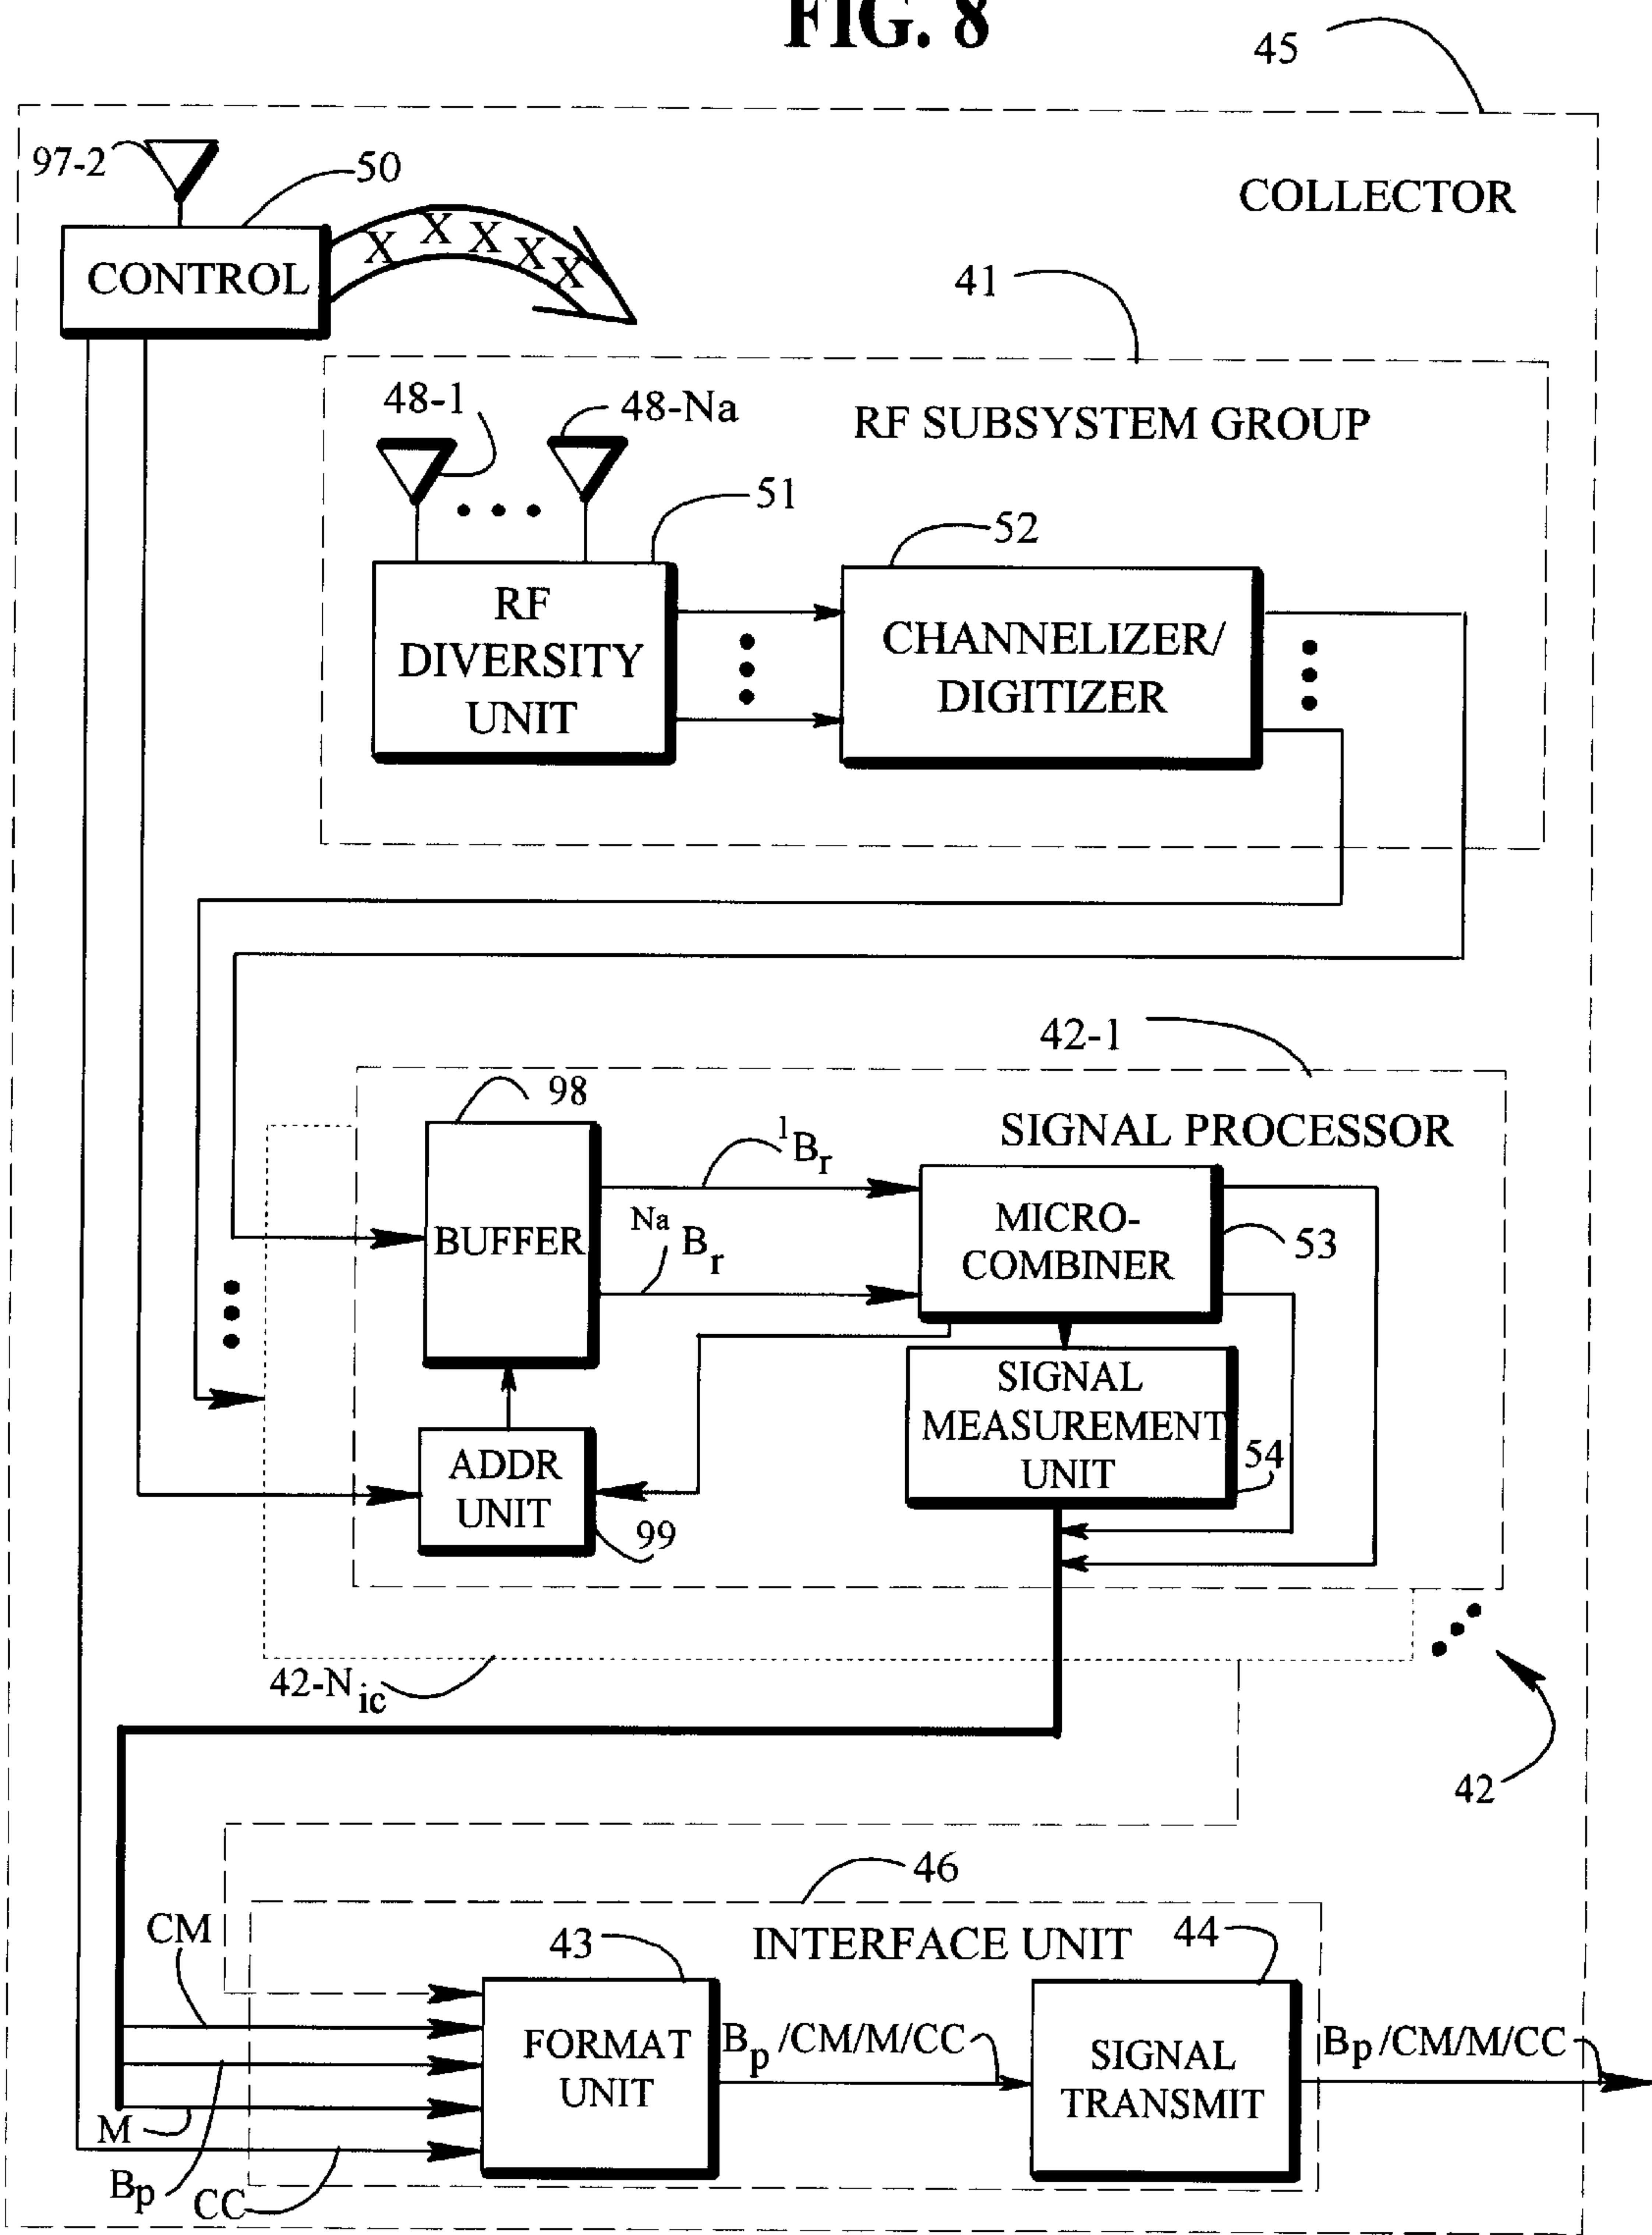 FIG. 8
45
97-2
50
COLLECTOR
CONTROL
X X X X X
41
48-1
48-Na
RF SUBSYSTEM GROUP
51
52
RF
DIVERSITY
UNIT
CHANNELIZER/
DIGITIZER
42-1
98
SIGNAL PROCESSOR
1Br
BUFFER
NaBr
MICRO-
COMBINER
53
SIGNAL
MEASUREMENT
UNIT
54
ADDR
UNIT
99
42-Nic
42
46
CM
43
INTERFACE UNIT
44
FORMAT
UNIT
Bp /CM/M/CC
SIGNAL
TRANSMIT
Bp /CM/M/CC
M
Bp
CC